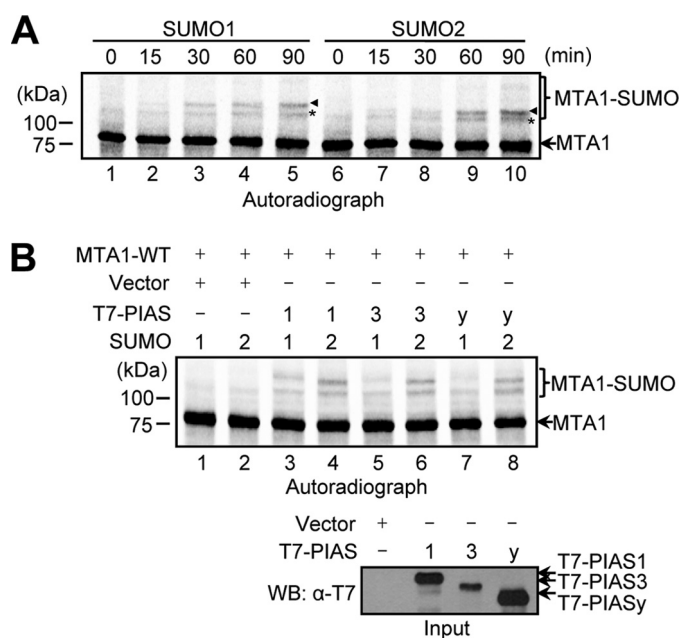 A
SUMO1 SUMO2
0 15 30 60 90 0 15 30 60 90 (min)
(kDa)
MTA1-SUMO
100
*
*
75
MTA1
1 2 3 4 5 6 7 8 9 10
Autoradiograph
B
MTA1-WT + + + + + + + +
Vector + + − − − − − −
T7-PIAS − − 1 1 3 3 y y
SUMO 1 2 1 2 1 2 1 2
(kDa)
MTA1-SUMO
100
75
MTA1
1 2 3 4 5 6 7 8
Autoradiograph
Vector + − − −
T7-PIAS − 1 3 y
T7-PIAS1
WB: α-T7
T7-PIAS3
T7-PIASy
Input